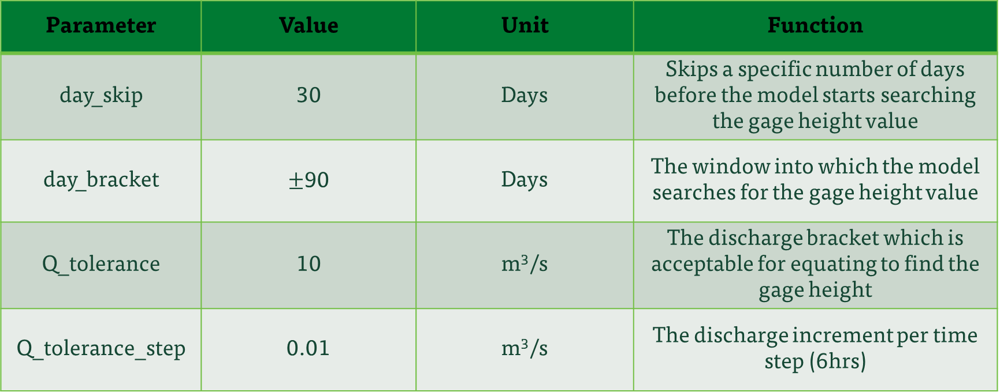 Parameter Value Unit Function
day_skip 30 Days Skips a specific number of days
before the model starts searching
the gage height value
day_bracket ±90 Days The window into which the model
searches for the gage height value
Q_tolerance 10 m³/s The discharge bracket which is
acceptable for equating to find the
gage height
Q_tolerance_step 0.01 m³/s The discharge increment per time
step (6hrs)